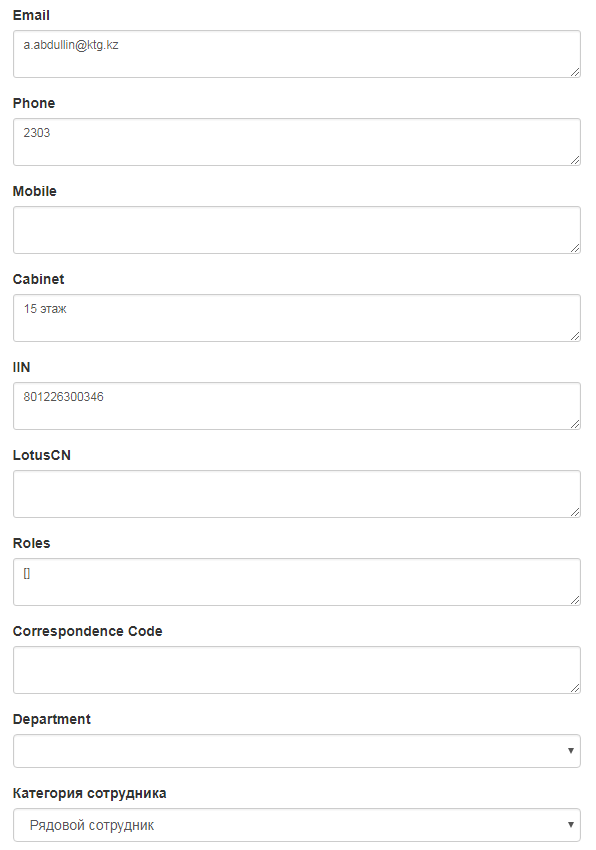 Email
a.abdullin@ktg.kz
Phone
2303
Mobile
Cabinet
15 этаж
IIN
801226300346
LotusCN
Roles
[]
Correspondence Code
Department
Категория сотрудника
Рядовой сотрудник